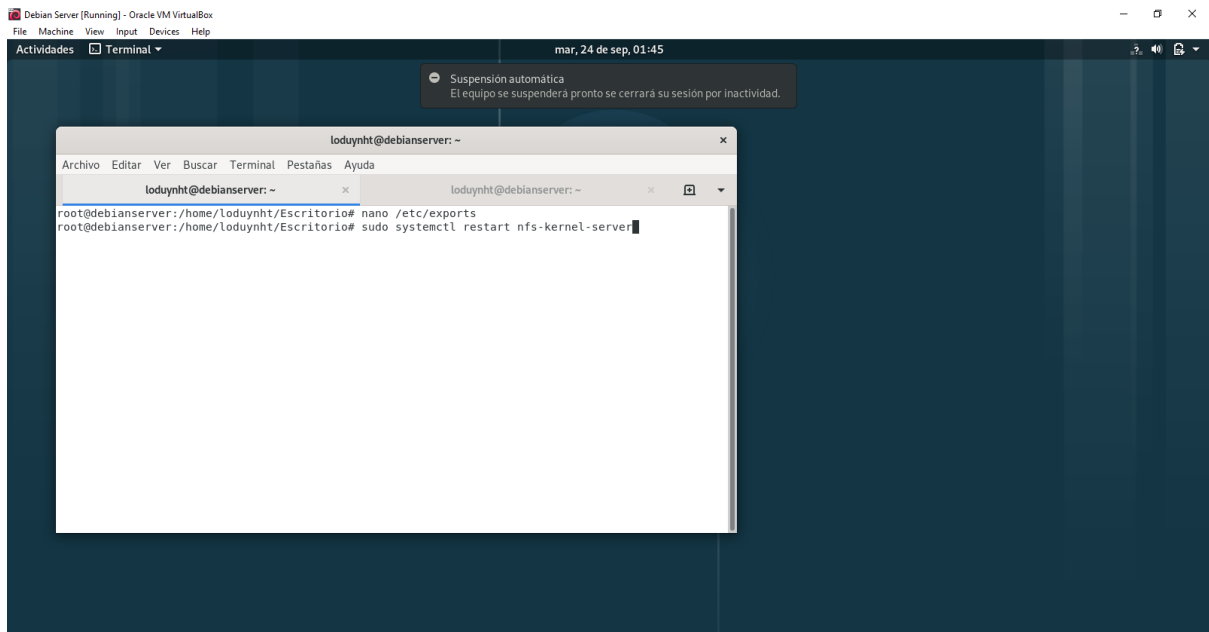 Debian Server [Running] - Oracle VM VirtualBox
File Machine View Input Devices Help
Actividades Terminal mar, 24 de sep, 01:45
Suspensión automática
El equipo se suspenderá pronto se cerrará su sesión por inactividad.
loduynht@debianserver: ~
Archivo Editar Ver Buscar Terminal Pestañas Ayuda
loduynht@debianserver: ~ loduynht@debianserver: ~
root@debianserver:/home/loduynht/Escritorio# nano /etc/exports
root@debianserver:/home/loduynht/Escritorio# sudo systemctl restart nfs-kernel-server